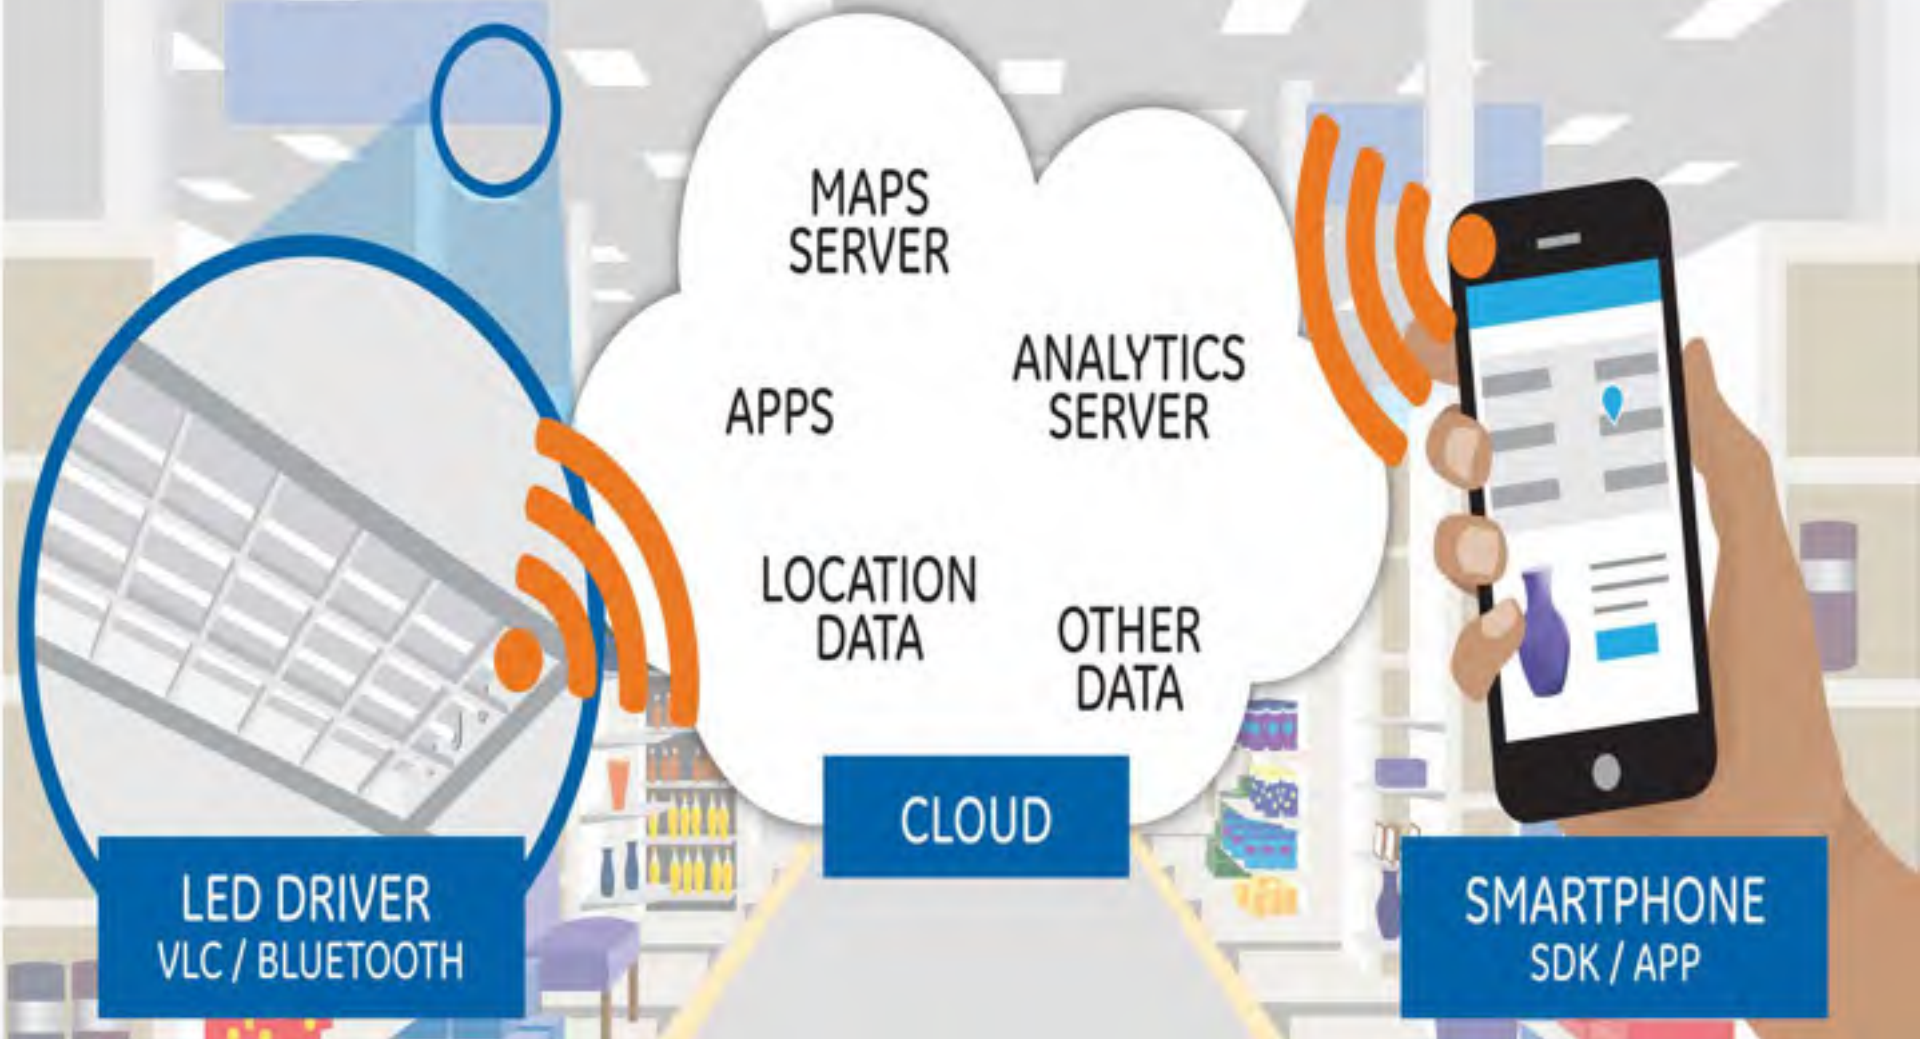 MAPS
SERVER
ANALYTICS
SERVER
APPS
LOCATION
DATA
OTHER
DATA
CLOUD
LED DRIVER
VLC / BLUETOOTH
SMARTPHONE
SDK / APP